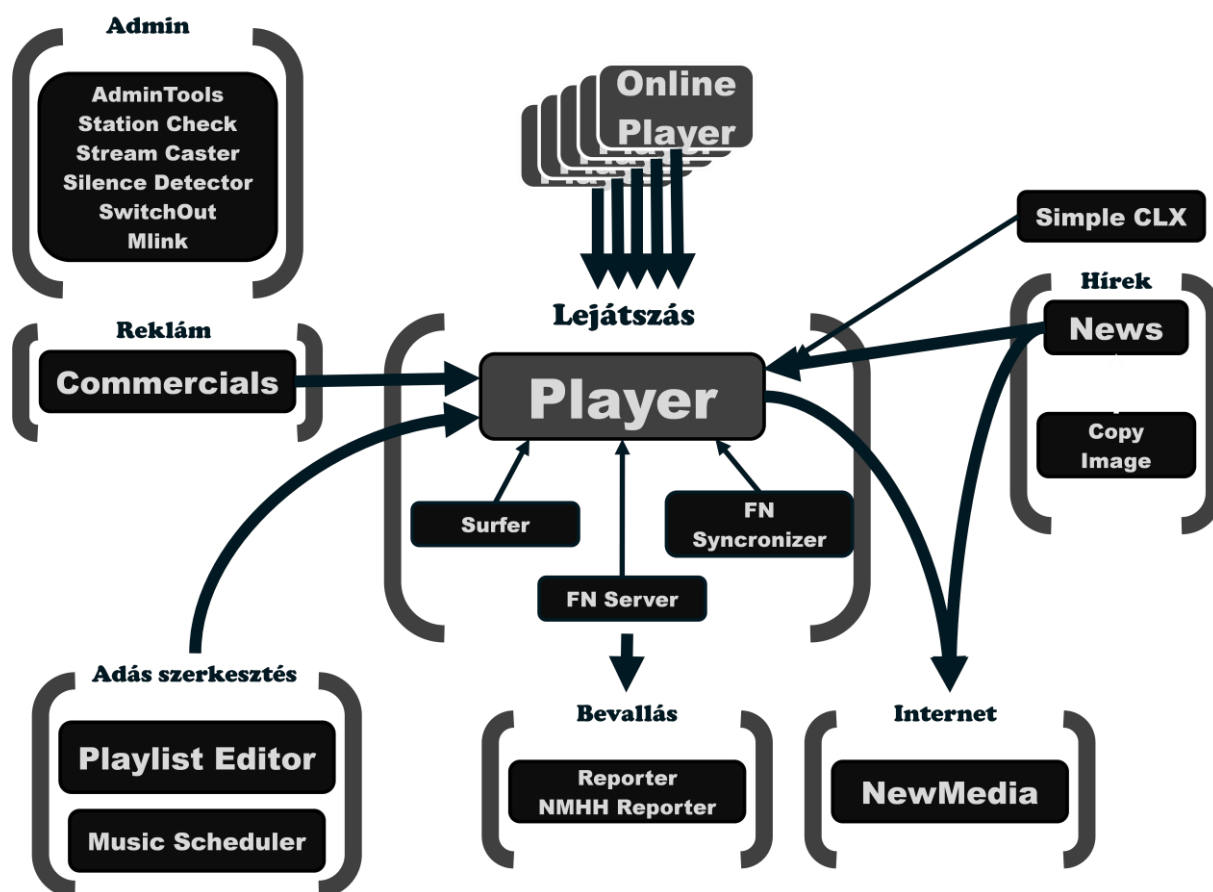 Admin
AdminTools
Station Check
Stream Caster
Silence Detector
SwitchOut
Mlink
Online
Player
Simple CLX
Hírek
News
Copy
Image
Reklám
Commercials
Lejátszás
Player
Surfer
FN
Syncronizer
FN Server
Adás szerkesztés
Playlist Editor
Music Scheduler
Bevallás
Reporter
NMHH Reporter
Internet
NewMedia